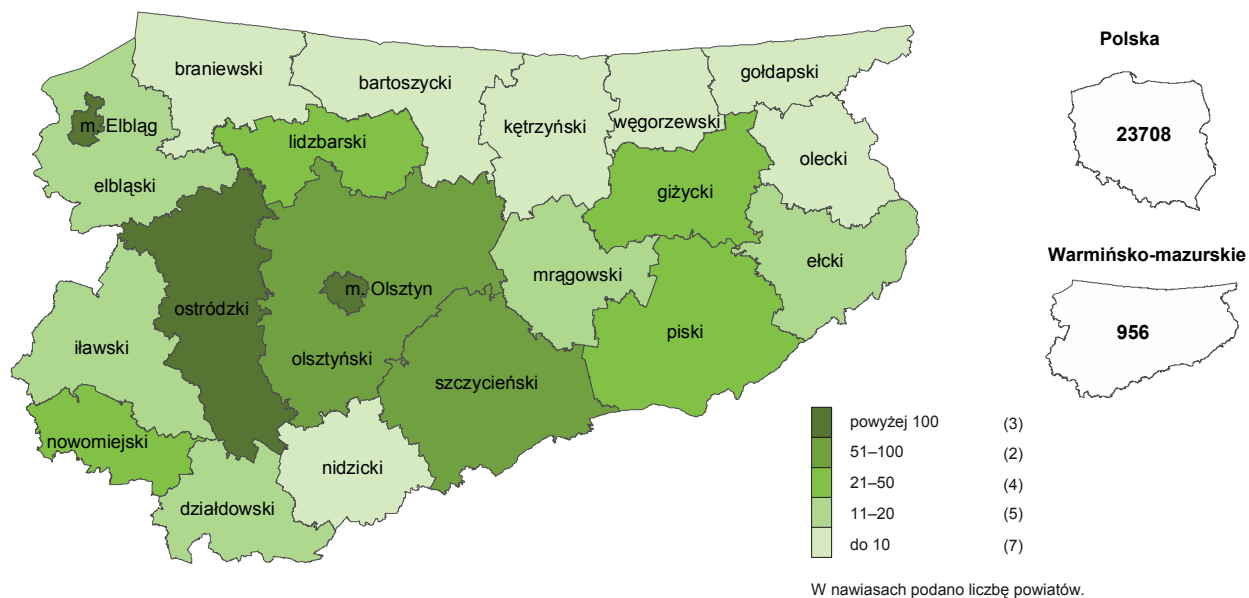 Polska
23708
Warmińsko-mazurskie
956
braniewski
bartoszycki
gołdapski
m. Elbląg
kętrzyński
węgorzewski
lidzbarski
olecki
elbląski
giżycki
ełcki
mrągowski
m. Olsztyn
ostródzki
piski
iławski
olsztyński
szczycieński
nowomiejski
nidzicki
działdowski
powyżej 100 (3)
51–100 (2)
21–50 (4)
11–20 (5)
do 10 (7)
W nawiasach podano liczbę powiatów.